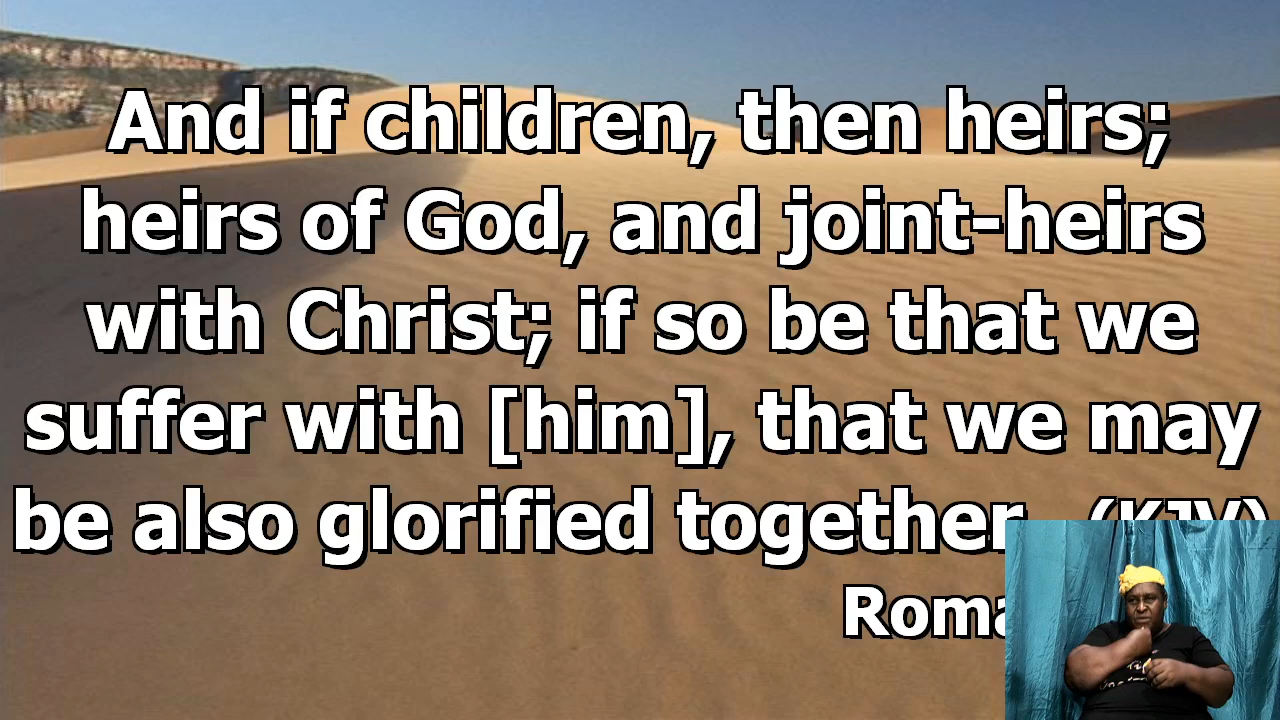 And if children, then heirs;
heirs of God, and joint-heirs
with Christ; if so be that we
suffer with [him], that we may
be also glorified together (KJV)